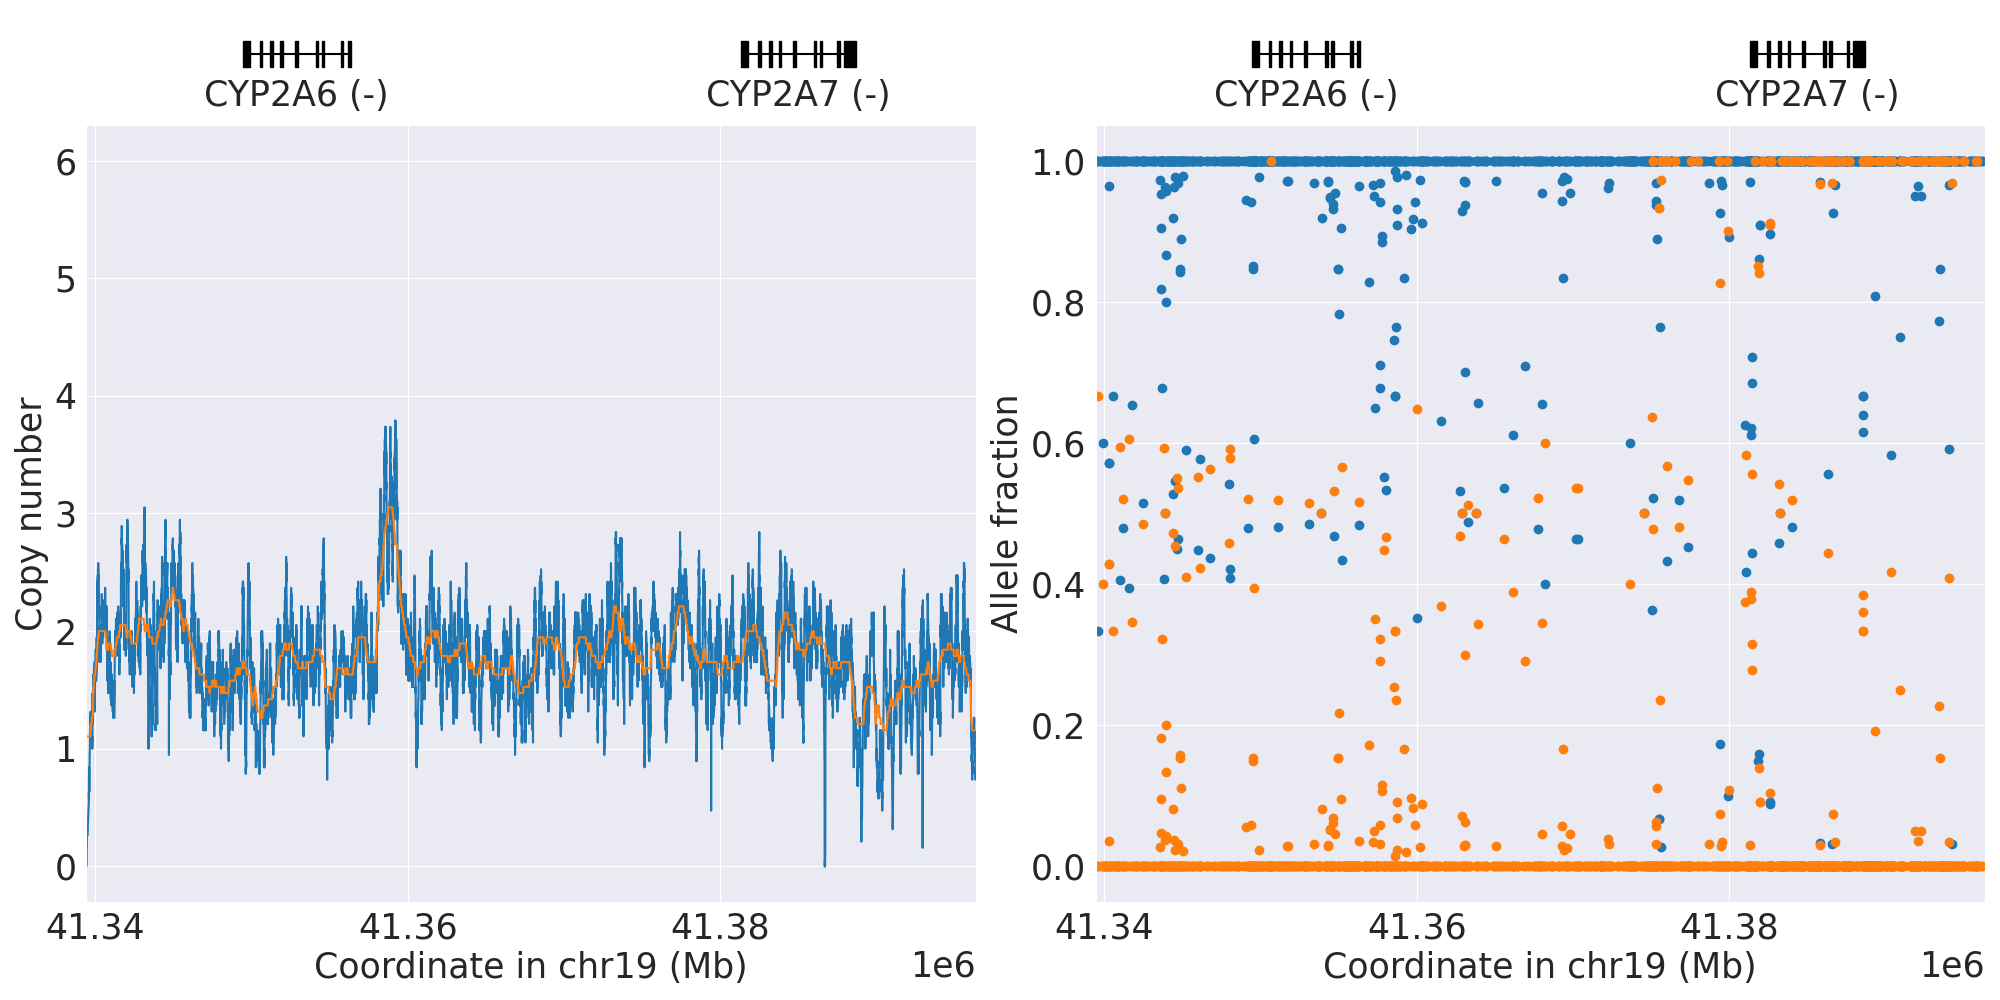 CYP2A6 (-)
CYP2A7 (-)
6
5
4
3
2
1
0
Copy number
41.34
41.36
41.38
Coordinate in chr19 (Mb)
1e6
CYP2A6 (-)
CYP2A7 (-)
1.0
0.8
0.6
0.4
0.2
0.0
Allele fraction
41.34
41.36
41.38
Coordinate in chr19 (Mb)
1e6